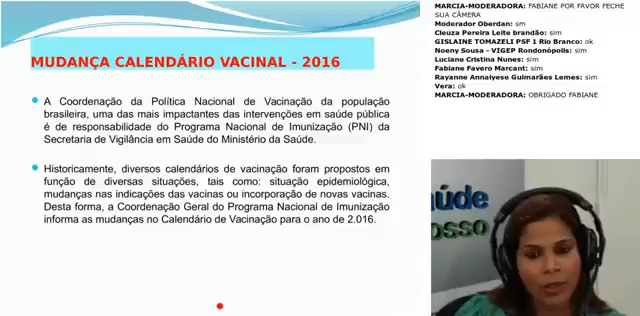 MUDANÇA CALENDÁRIO VACINAL - 2016
A Coordenação da Política Nacional de Vacinação da população
brasileira, uma das mais impactantes das intervenções em saúde pública
é de responsabilidade do Programa Nacional de Imunização (PNI) da
Secretaria de Vigilância em Saúde do Ministério da Saúde.
Historicamente, diversos calendários de vacinação foram propostos em
função de diversas situações, tais como: situação epidemiológica,
mudanças nas indicações das vacinas ou incorporação de novas vacinas.
Desta forma, a Coordenação Geral do Programa Nacional de Imunização
informa as mudanças no Calendário de Vacinação para o ano de 2.016.
MARCIA-MODERADORA: FABIANE POR FAVOR FECHE
SUA CÂMERA
Moderador Oberdan: sm
Cleuza Pereira Leite brandão: sim
GISLAINE TOMAZELI PSF 1 Rio Branco: ok
Noeny Sousa - VIGEP Rondonópolis: sim
Luciane Cristina Nunes: sim
Fabiane Favero Marcant: sim
Rayanne Annalyese Guimarães Lemes: sim
Vera: ok
MARCIA-MODERADORA: OBRIGADO FABIANE
úde
osso